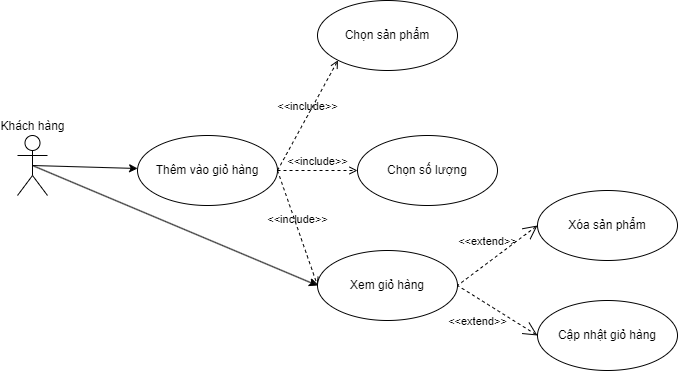 Chọn sản phẩm
<<include>>
Khách hàng
Thêm vào giỏ hàng
<<include>>
Chọn số lượng
<<include>>
Xóa sản phẩm
<<extend>>
Xem giỏ hàng
<<extend>>
Cập nhật giỏ hàng